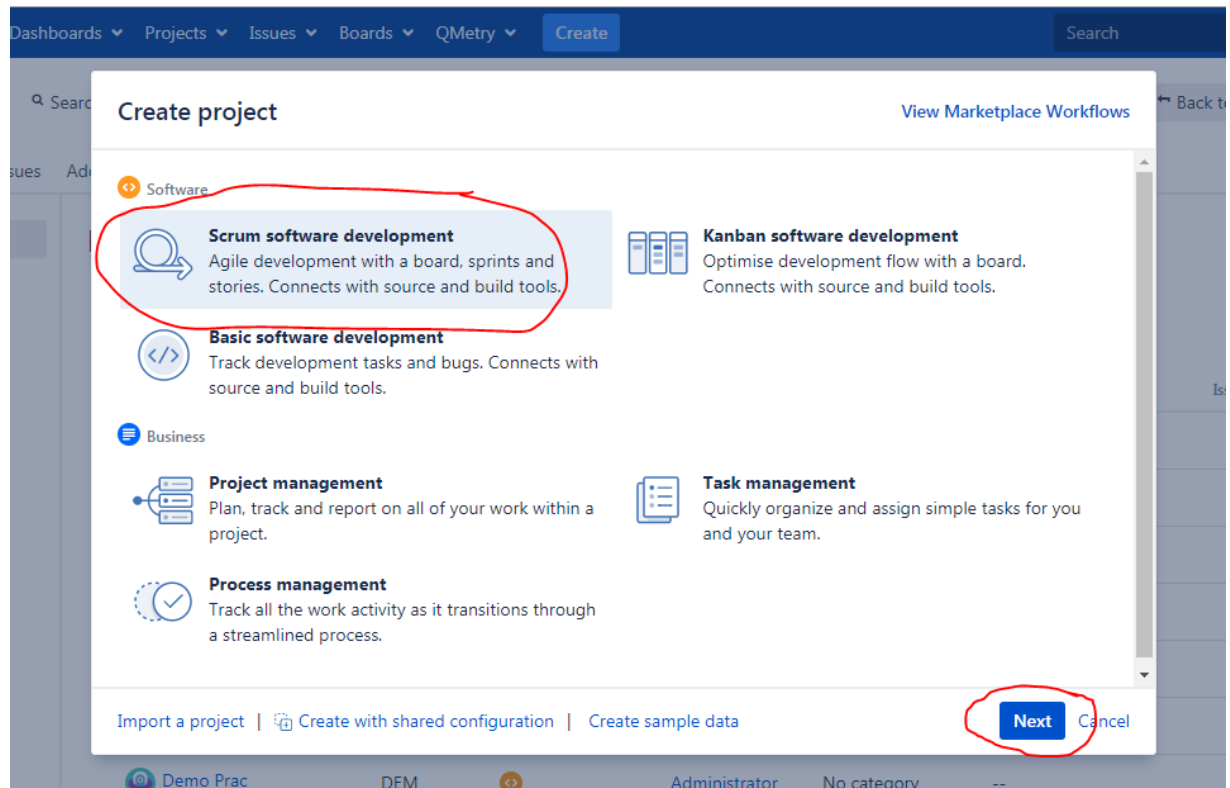 Dashboards Projects Issues Boards QMetry Create Search
Searc
Back to
sues Add
Create project
View Marketplace Workflows
Software
Scrum software development
Agile development with a board, sprints and
stories. Connects with source and build tools.
Kanban software development
Optimise development flow with a board.
Connects with source and build tools.
Basic software development
Track development tasks and bugs. Connects with
source and build tools.
Iss
Business
Project management
Plan, track and report on all of your work within a
project.
Task management
Quickly organize and assign simple tasks for you
and your team.
Process management
Track all the work activity as it transitions through
a streamlined process.
Import a project | Create with shared configuration | Create sample data
Next Cancel
Demo Prac DEM Administrator No category --